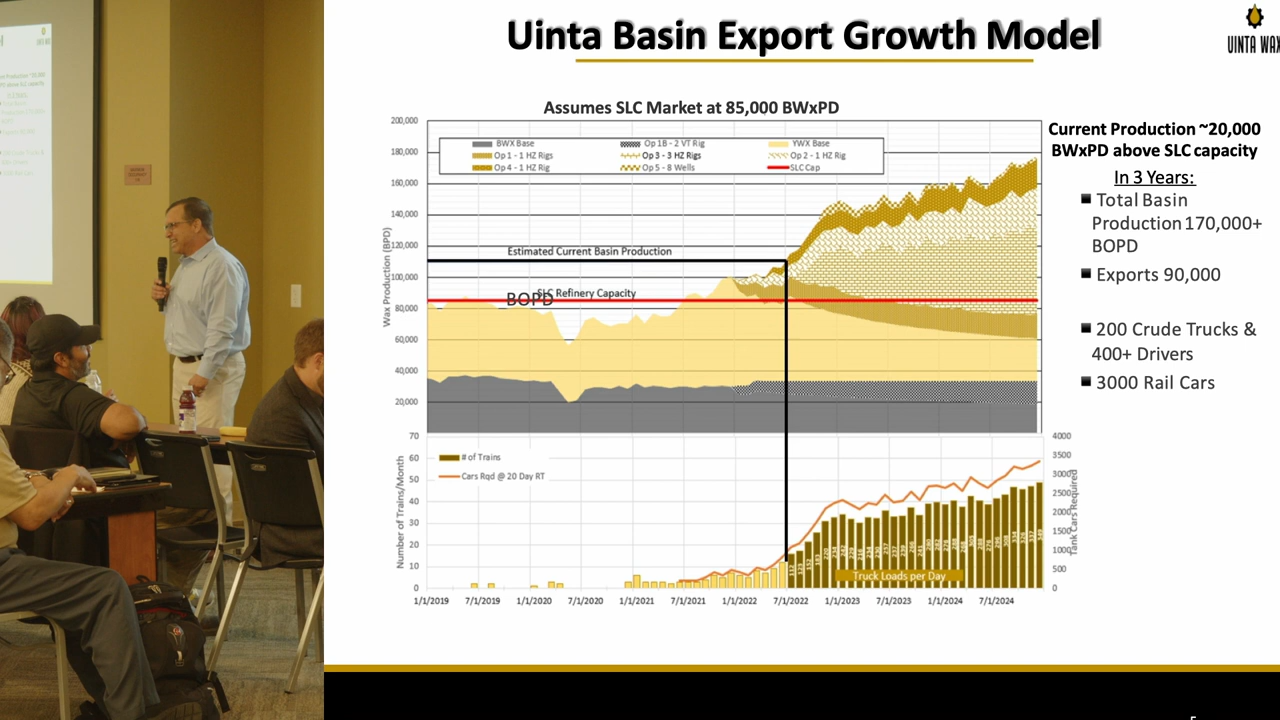 Uinta Basin Export Growth Model
UINTA WAX
Assumes SLC Market at 85,000 BWxPD
200,000
180,000
160,000
140,000
120,000
100,000
80,000
60,000
40,000
20,000
Wax Production (BPD)
BWX Base
Op 1B - 2 VT Rig
YWX Base
Op 1 - 1 HZ Rigs
Op 3 - 3 HZ Rigs
Op 2 - 1 HZ Rig
Op 4 - 1 HZ Rig
Op 5 - 8 Wells
SLC Cap
Estimated Current Basin Production
SLC Refinery Capacity
BOPD
70
60
50
40
30
20
10
0
Number of Trains/Month
# of Trains
Cars Rqd @ 20 Day RT
Truck Loads per Day
4000
3500
3000
2500
2000
1500
1000
500
0
Tank Cars Required
1/1/2019
7/1/2019
1/1/2020
7/1/2020
1/1/2021
7/1/2021
1/1/2022
7/1/2022
1/1/2023
7/1/2023
1/1/2024
7/1/2024
Current Production ~20,000
BWxPD above SLC capacity
In 3 Years:
Total Basin
Production 170,000+
BOPD
Exports 90,000
200 Crude Trucks &
400+ Drivers
3000 Rail Cars